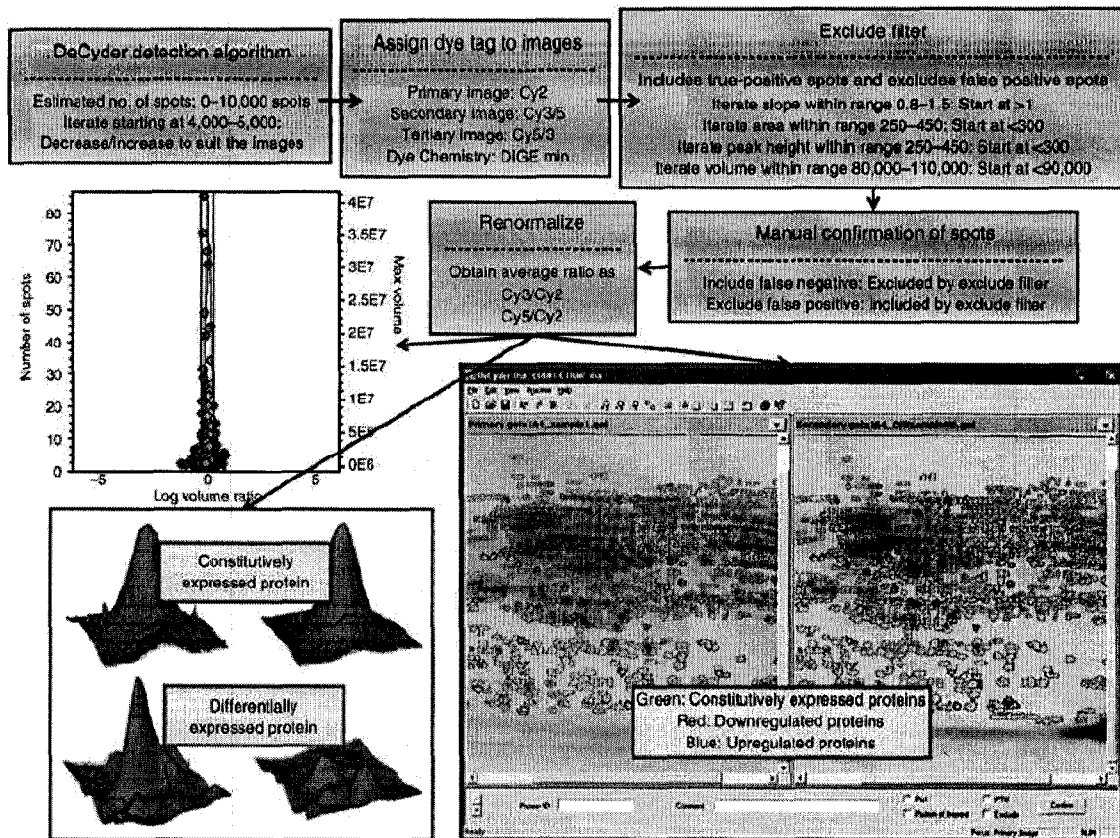 DeCyder detection algorithm
Estimated no. of spots: 0–10,000 spots
Iterate starting at 4,000–5,000:
Decrease/Increase to suit the images
Assign dye tag to images
Primary image: Cy2
Secondary image: Cy3/5
Tertiary image: Cy5/3
Dye Chemistry: DIGE min
Exclude filter
Includes true-positive spots and excludes false positive spots
Iterate slope within range 0.8–1.5: Start at >1
Iterate area within range 250–450: Start at <300
Iterate peak height within range 250–450: Start at <300
Iterate volume within range 80,000–110,000: Start at <90,000
Manual confirmation of spots
Include false negative: Excluded by exclude filter
Exclude false positive: Included by exclude filter
Renormalize
Obtain average ratio as
Cy3/Cy2
Cy5/Cy2
Number of spots
80
70
60
50
40
30
20
10
0
Max volume
4E7
3.5E7
3E7
2.5E7
2E7
1.5E7
1E7
5E6
0E6
–5
0
5
Log volume ratio
Constitutively
expressed protein
Differentially
expressed protein
Green: Constitutively expressed proteins
Red: Downregulated proteins
Blue: Upregulated proteins
Protein ID
Comment
PTM
Exclude
Confirm
Ready
NUM